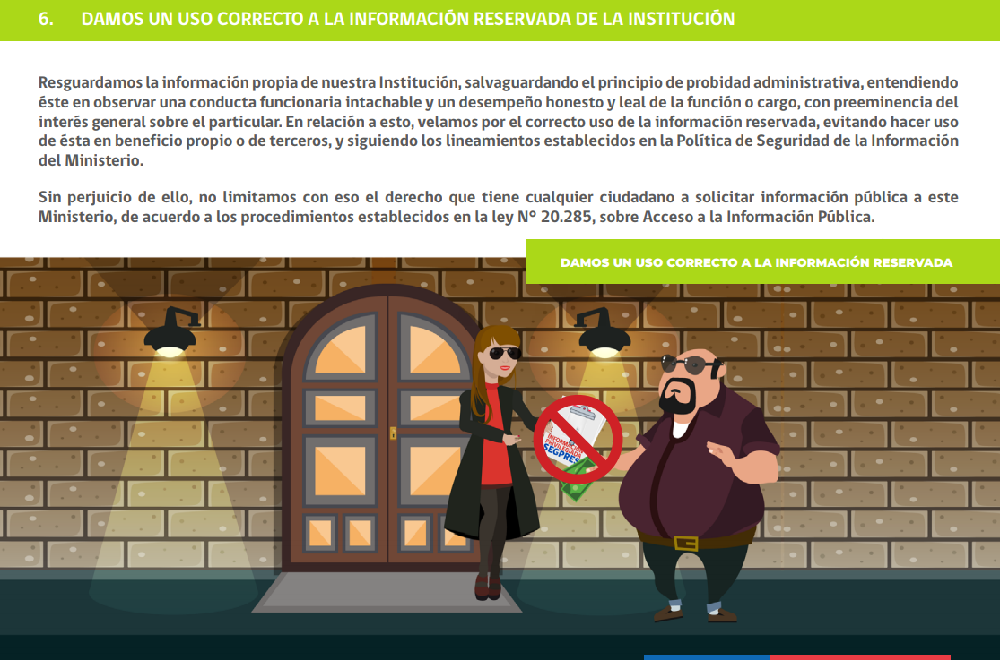 6. DAMOS UN USO CORRECTO A LA INFORMACIÓN RESERVADA DE LA INSTITUCIÓN
Resguardamos la información propia de nuestra Institución, salvaguardando el principio de probidad administrativa, entendiendo
éste en observar una conducta funcionaria intachable y un desempeño honesto y leal de la función o cargo, con preeminencia del
interés general sobre el particular. En relación a esto, velamos por el correcto uso de la información reservada, evitando hacer uso
de ésta en beneficio propio o de terceros, y siguiendo los lineamientos establecidos en la Política de Seguridad de la Información
del Ministerio.
Sin perjuicio de ello, no limitamos con eso el derecho que tiene cualquier ciudadano a solicitar información pública a este
Ministerio, de acuerdo a los procedimientos establecidos en la ley N° 20.285, sobre Acceso a la Información Pública.
DAMOS UN USO CORRECTO A LA INFORMACIÓN RESERVADA
INFORMACIÓN
PRIVILEGIADA
SEGPRES